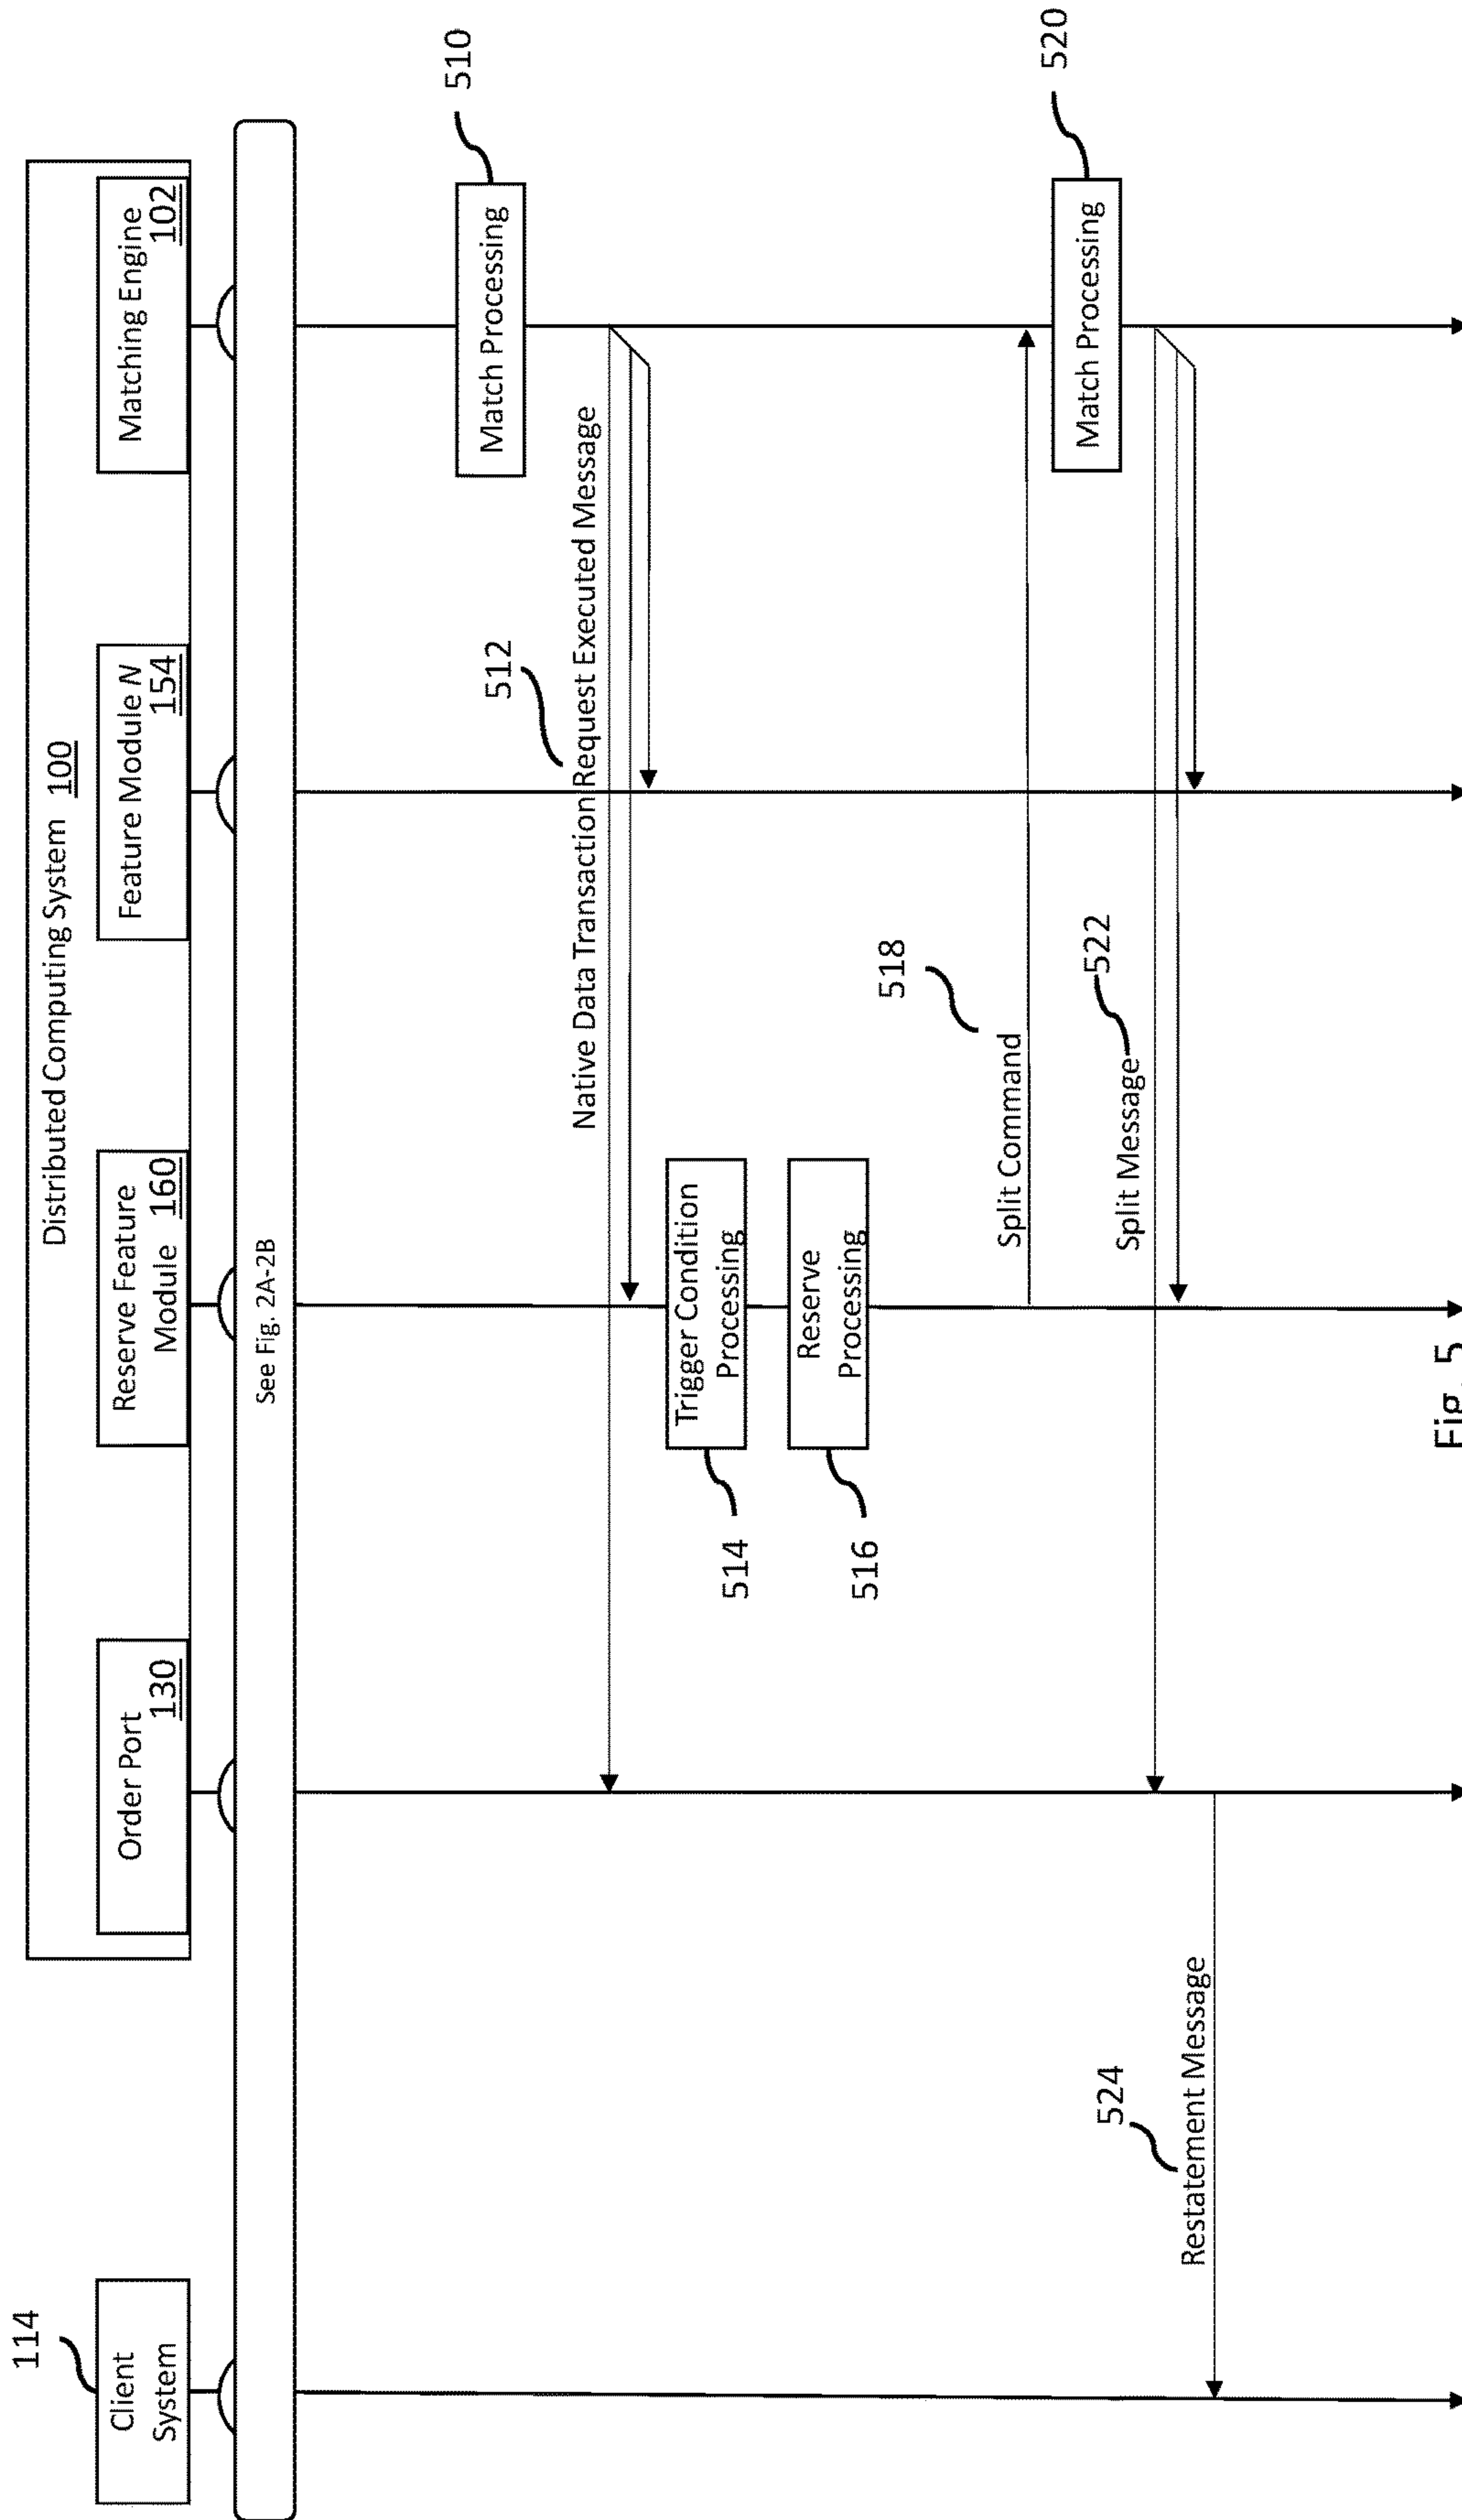 Distributed Computing System 100
114
Client
System
Order Port
130
Reserve Feature
Module 160
Feature Module N
154
Matching Engine
102
See Fig. 2A-2B
Match Processing
510
512
Native Data Transaction Request Executed Message
Trigger Condition
Processing
514
Reserve
Processing
516
518
Split Command
Match Processing
520
Split Message
522
524
Restatement Message
Fig. 5